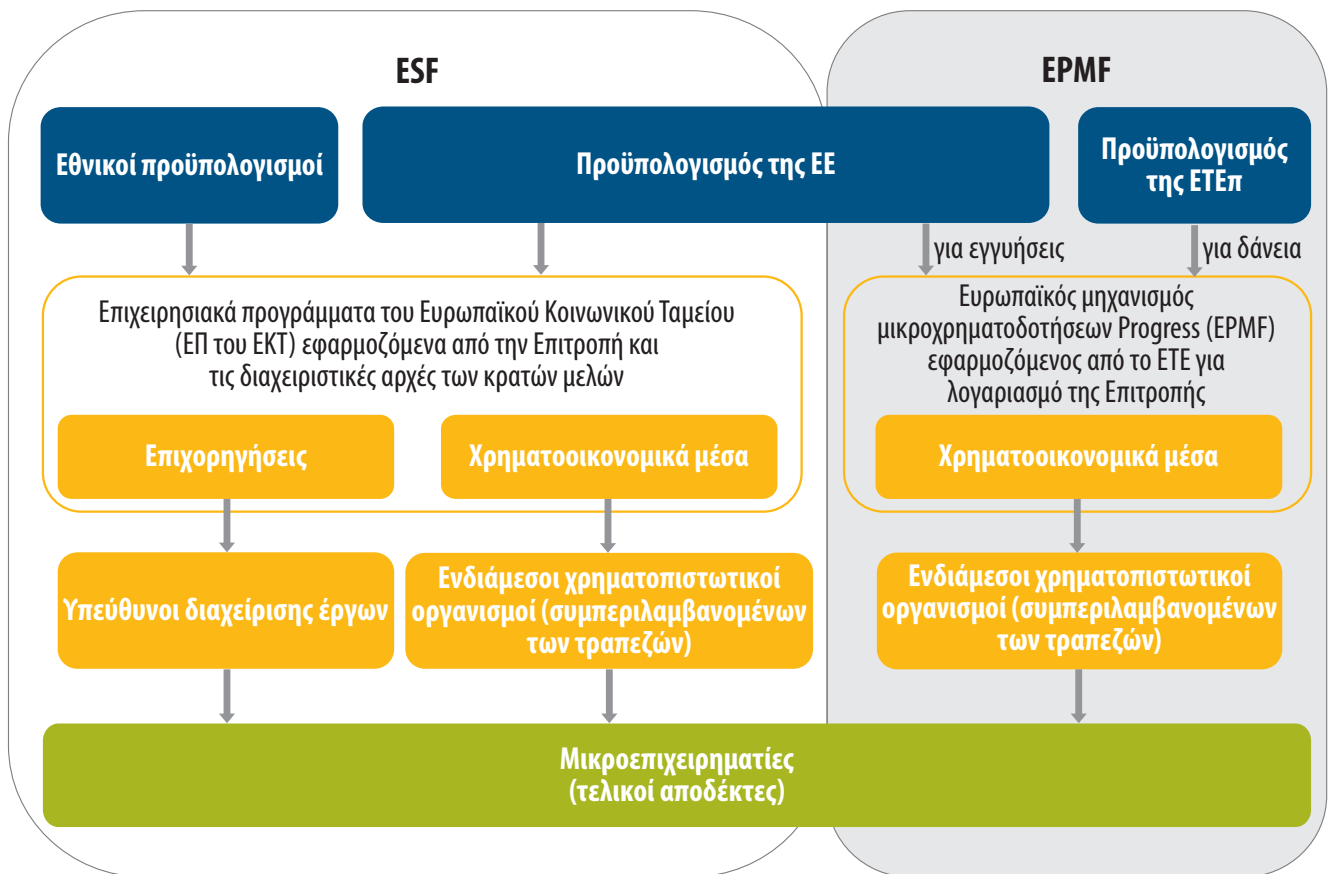 ESF
EPMF
Εθνικοί προϋπολογισμοί
Προϋπολογισμός της ΕΕ
Προϋπολογισμός
της ΕΤΕπ
για εγγυήσεις
για δάνεια
Επιχειρησιακά προγράμματα του Ευρωπαϊκού Κοινωνικού Ταμείου
(ΕΠ του ΕΚΤ) εφαρμοζόμενα από την Επιτροπή και
τις διαχειριστικές αρχές των κρατών μελών
Ευρωπαϊκός μηχανισμός
μικροχρηματοδοτήσεων Progress (EPMF)
εφαρμοζόμενος από το ΕΤΕ για
λογαριασμό της Επιτροπής
Επιχορηγήσεις
Χρηματοοικονομικά μέσα
Χρηματοοικονομικά μέσα
Υπεύθυνοι διαχείρισης έργων
Ενδιάμεσοι χρηματοπιστωτικοί
οργανισμοί (συμπεριλαμβανομένων
των τραπεζών)
Ενδιάμεσοι χρηματοπιστωτικοί
οργανισμοί (συμπεριλαμβανομένων
των τραπεζών)
Μικροεπιχειρηματίες
(τελικοί αποδέκτες)